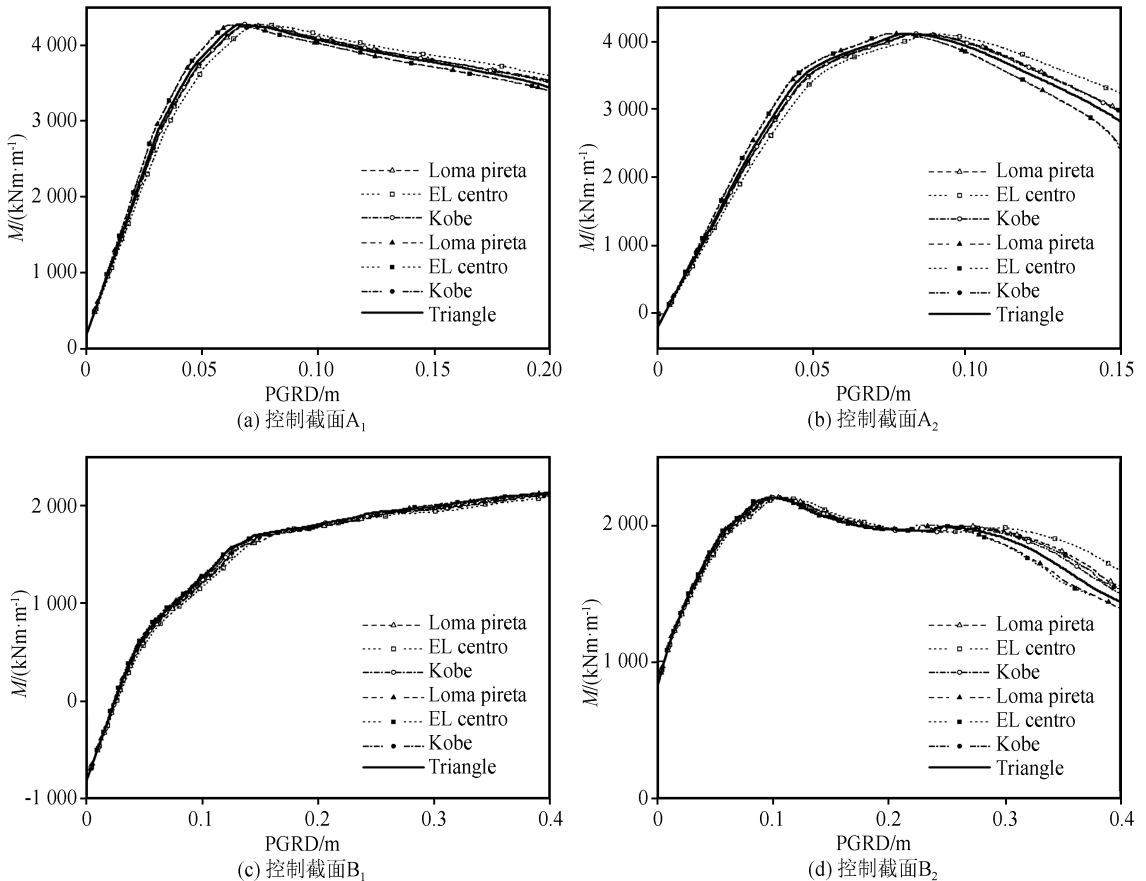 M/(kNm·m⁻¹)
4 000
3 000
2 000
1 000
0
0 0.05 0.10 0.15 0.20
PGRD/m
Loma pireta
EL centro
Kobe
Loma pireta
EL centro
Kobe
Triangle
(a) 控制截面A₁
M/(kNm·m⁻¹)
4 000
3 000
2 000
1 000
0
0 0.05 0.10 0.15
PGRD/m
Loma pireta
EL centro
Kobe
Loma pireta
EL centro
Kobe
Triangle
(b) 控制截面A₂
M/(kNm·m⁻¹)
2 000
1 000
0
-1 000
0 0.1 0.2 0.3 0.4
PGRD/m
Loma pireta
EL centro
Kobe
Loma pireta
EL centro
Kobe
Triangle
(c) 控制截面B₁
M/(kNm·m⁻¹)
2 000
1 000
0
0 0.1 0.2 0.3 0.4
PGRD/m
Loma pireta
EL centro
Kobe
Loma pireta
EL centro
Kobe
Triangle
(d) 控制截面B₂